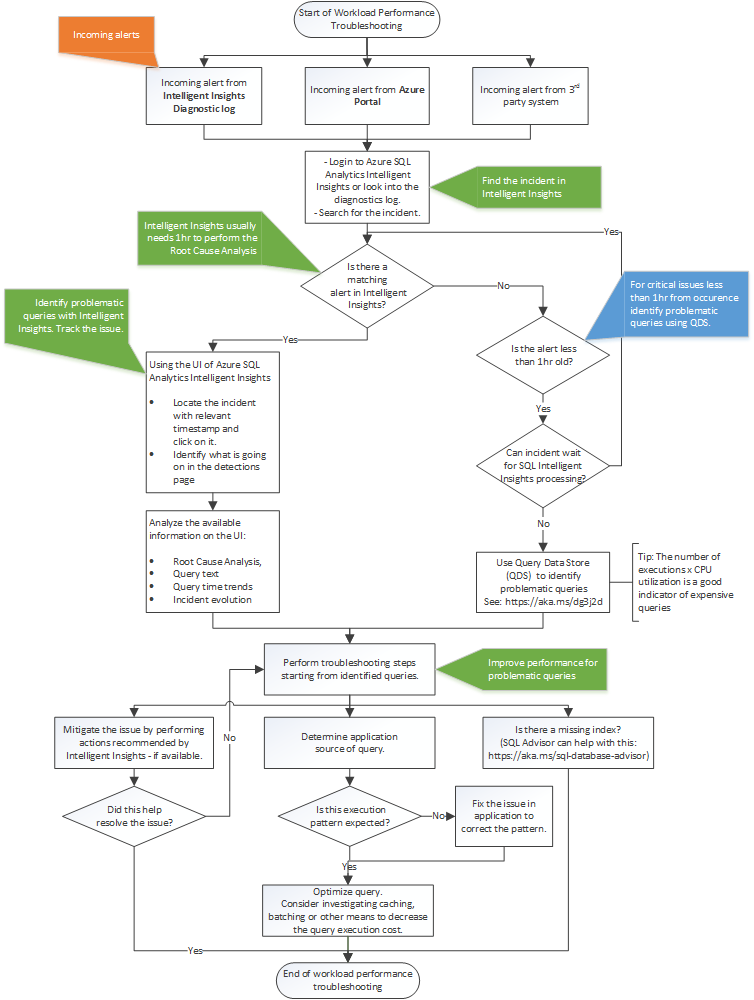 Start of Workload Performance
Troubleshooting
Incoming alerts
Incoming alert from
Intelligent Insights
Diagnostic log
Incoming alert from Azure
Portal
Incoming alert from 3rd
party system
- Login to Azure SQL
Analytics Intelligent
Insights or look into the
diagnostics log.
- Search for the incident.
Find the incident in
Intelligent Insights
Intelligent Insights usually
needs 1hr to perform the
Root Cause Analysis
Yes
Is there a
matching
alert in Intelligent
Insights?
No
For critical issues less
than 1hr from occurence
identify problematic
queries using QDS.
Identify problematic
queries with Intelligent
Insights. Track the issue.
Yes
Is the alert less
than 1hr old?
Using the UI of Azure SQL
Analytics Intelligent Insights
• Locate the incident
with relevant
timestamp and
click on it.
• Identify what is going
on in the detections
page
Yes
Can incident wait
for SQL Intelligent
Insights processing?
No
Analyze the available
information on the UI:
• Root Cause Analysis,
• Query text
• Query time trends
• Incident evolution
Use Query Data Store
(QDS) to identify
problematic queries
See: https://aka.ms/dg3j2d
Tip: The number of
executions x CPU
utilization is a good
indicator of expensive
queries
Perform troubleshooting steps
starting from identified queries.
Improve performance for
problematic queries
Mitigate the issue by performing
actions recommended by
Intelligent Insights - if available.
No
Determine application
source of query.
Is there a missing index?
(SQL Advisor can help with this:
https://aka.ms/sql-database-advisor)
Did this help
resolve the issue?
Is this execution
pattern expected?
No
Fix the issue in
application to
correct the pattern.
Yes
Optimize query.
Consider investigating caching,
batching or other means to decrease
the query execution cost.
Yes
End of workload performance
troubleshooting